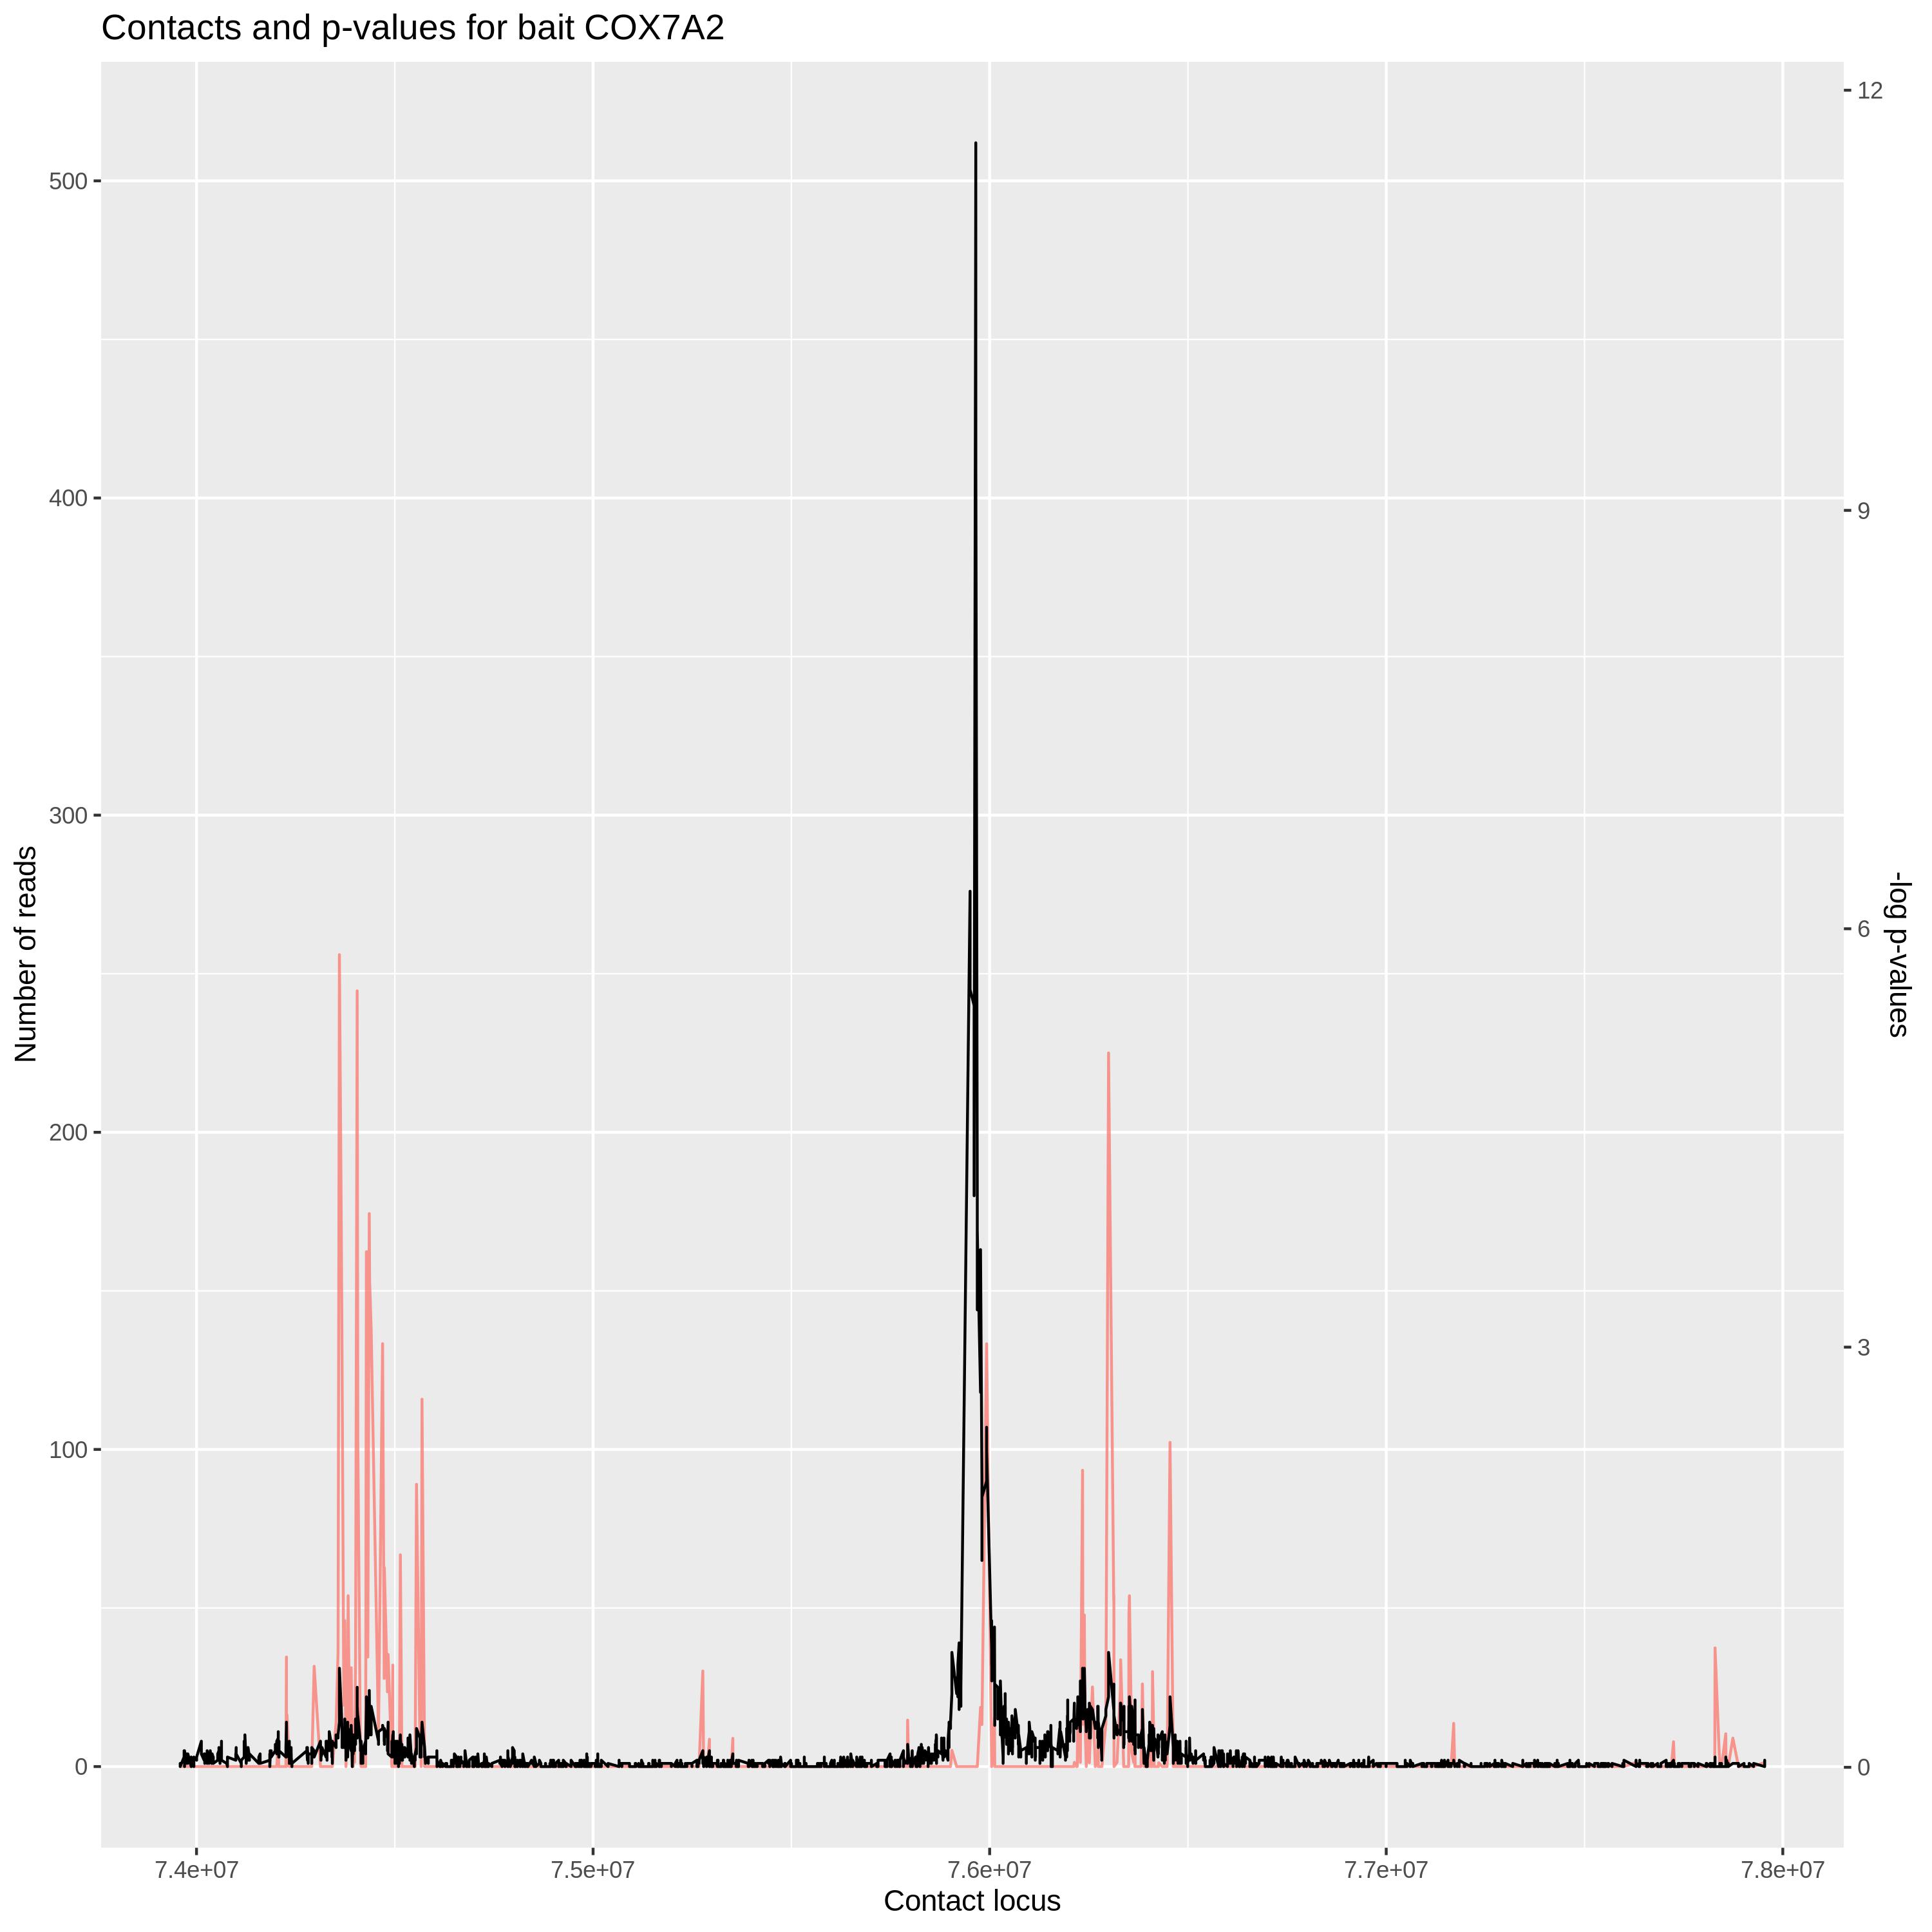 Contacts and p-values for bait COX7A2
Number of reads
500
400
300
200
100
0
12
9
6
3
0
-log p-values
7.4e+07 7.5e+07 7.6e+07 7.7e+07 7.8e+07
Contact locus